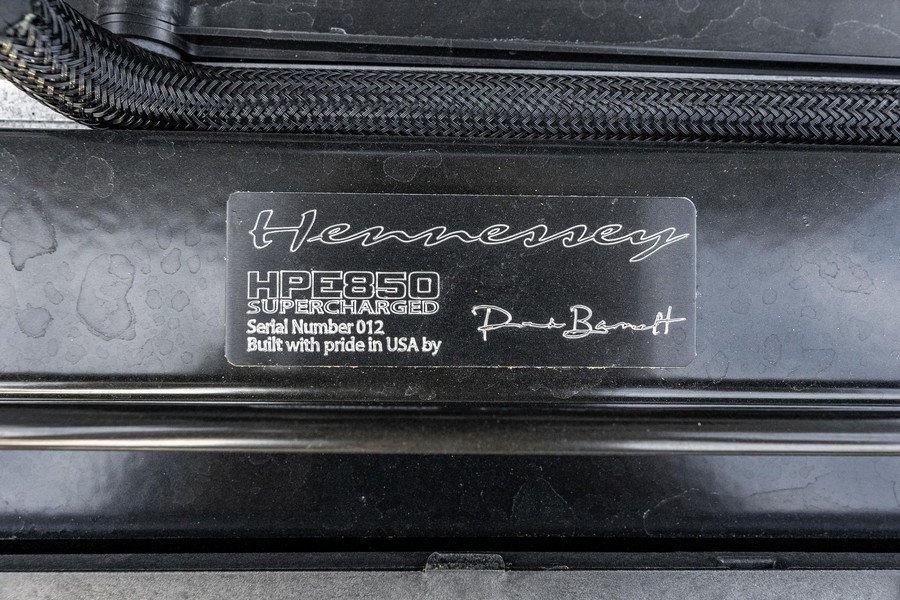 Hennessey
HPE850
SUPERCHARGED
Serial Number 012
Built with pride in USA by